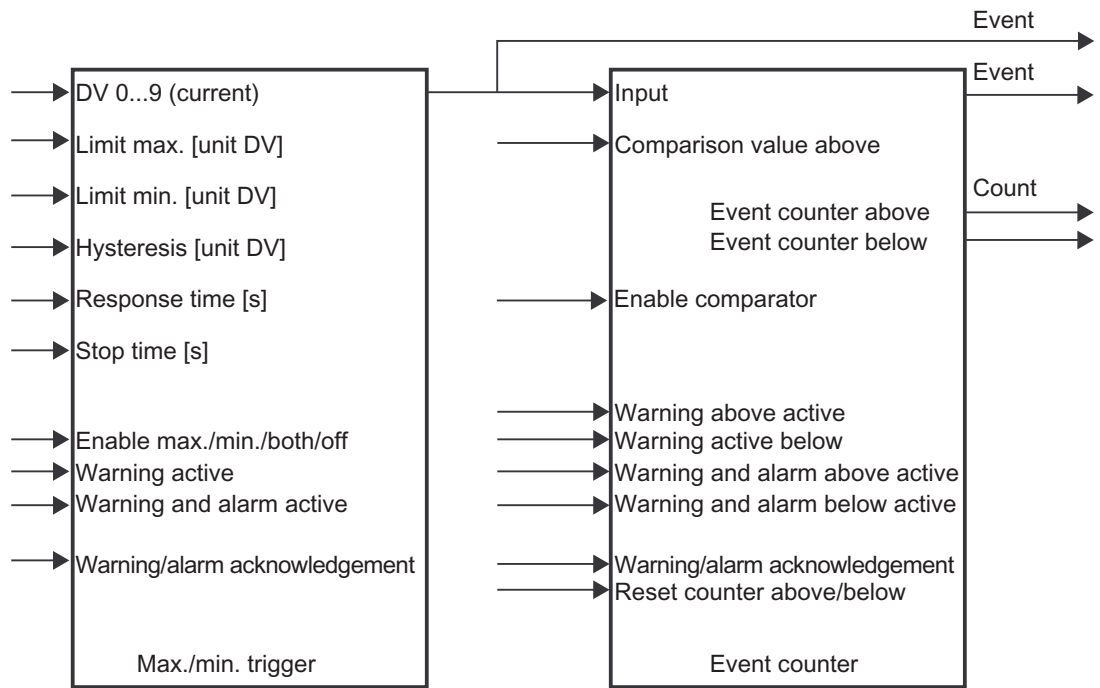 Event
Event
DV 0...9 (current)
Input
Limit max. [unit DV]
Comparison value above
Limit min. [unit DV]
Count
Event counter above
Hysteresis [unit DV]
Event counter below
Response time [s]
Enable comparator
Stop time [s]
Warning above active
Enable max./min./both/off
Warning active below
Warning active
Warning and alarm above active
Warning and alarm active
Warning and alarm below active
Warning/alarm acknowledgement
Warning/alarm acknowledgement
Reset counter above/below
Max./min. trigger
Event counter